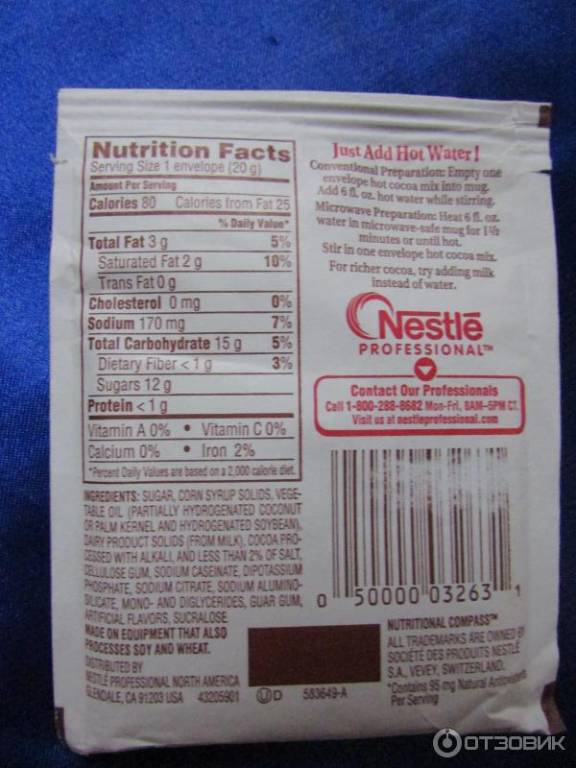 Nutrition Facts
Serving Size 1 envelope (20 g)
Amount Per Serving
Calories 80 Calories from Fat 25
% Daily Value*
Total Fat 3 g 5%
Saturated Fat 2 g 10%
Trans Fat 0 g
Cholesterol 0 mg 0%
Sodium 170 mg 7%
Total Carbohydrate 15 g 5%
Dietary Fiber < 1 g 3%
Sugars 12 g
Protein < 1 g
Vitamin A 0% • Vitamin C 0%
Calcium 0% • Iron 2%
*Percent Daily Values are based on a 2,000 calorie diet.
INGREDIENTS: SUGAR, CORN SYRUP SOLIDS, VEGE-
TABLE OIL (PARTIALLY HYDROGENATED COCONUT
OR PALM KERNEL AND HYDROGENATED SOYBEAN),
DAIRY PRODUCT SOLIDS (FROM MILK), COCOA PRO-
CESSED WITH ALKALI, AND LESS THAN 2% OF SALT,
CELLULOSE GUM, SODIUM CASEINATE, DIPOTASSIUM
PHOSPHATE, SODIUM CITRATE, SODIUM ALUMINO-
SILICATE, MONO- AND DIGLYCERIDES, GUAR GUM,
ARTIFICIAL FLAVORS, SUCRALOSE.
MADE ON EQUIPMENT THAT ALSO
PROCESSES SOY AND WHEAT.
DISTRIBUTED BY
NESTLÉ PROFESSIONAL NORTH AMERICA
GLENDALE, CA 91203 USA 43205901
Ⓤ D 583649-A
Just Add Hot Water!
Conventional Preparation: Empty one
envelope hot cocoa mix into mug.
Add 6 fl. oz. hot water while stirring.
Microwave Preparation: Heat 6 fl. oz.
water in microwave-safe mug for 1½
minutes or until hot.
Stir in one envelope hot cocoa mix.
For richer cocoa, try adding milk
instead of water.
Nestlé
PROFESSIONAL™
Contact Our Professionals
Call 1-800-288-8682 Mon-Fri, 8AM-5PM CT.
Visit us at nestleprofessional.com
0 50000 03263 1
NUTRITIONAL COMPASS™
ALL TRADEMARKS ARE OWNED BY
SOCIÉTÉ DES PRODUITS NESTLÉ
S.A., VEVEY, SWITZERLAND.
*Contains 95 mg Natural Antioxidants
Per Serving
ОТЗОВИК